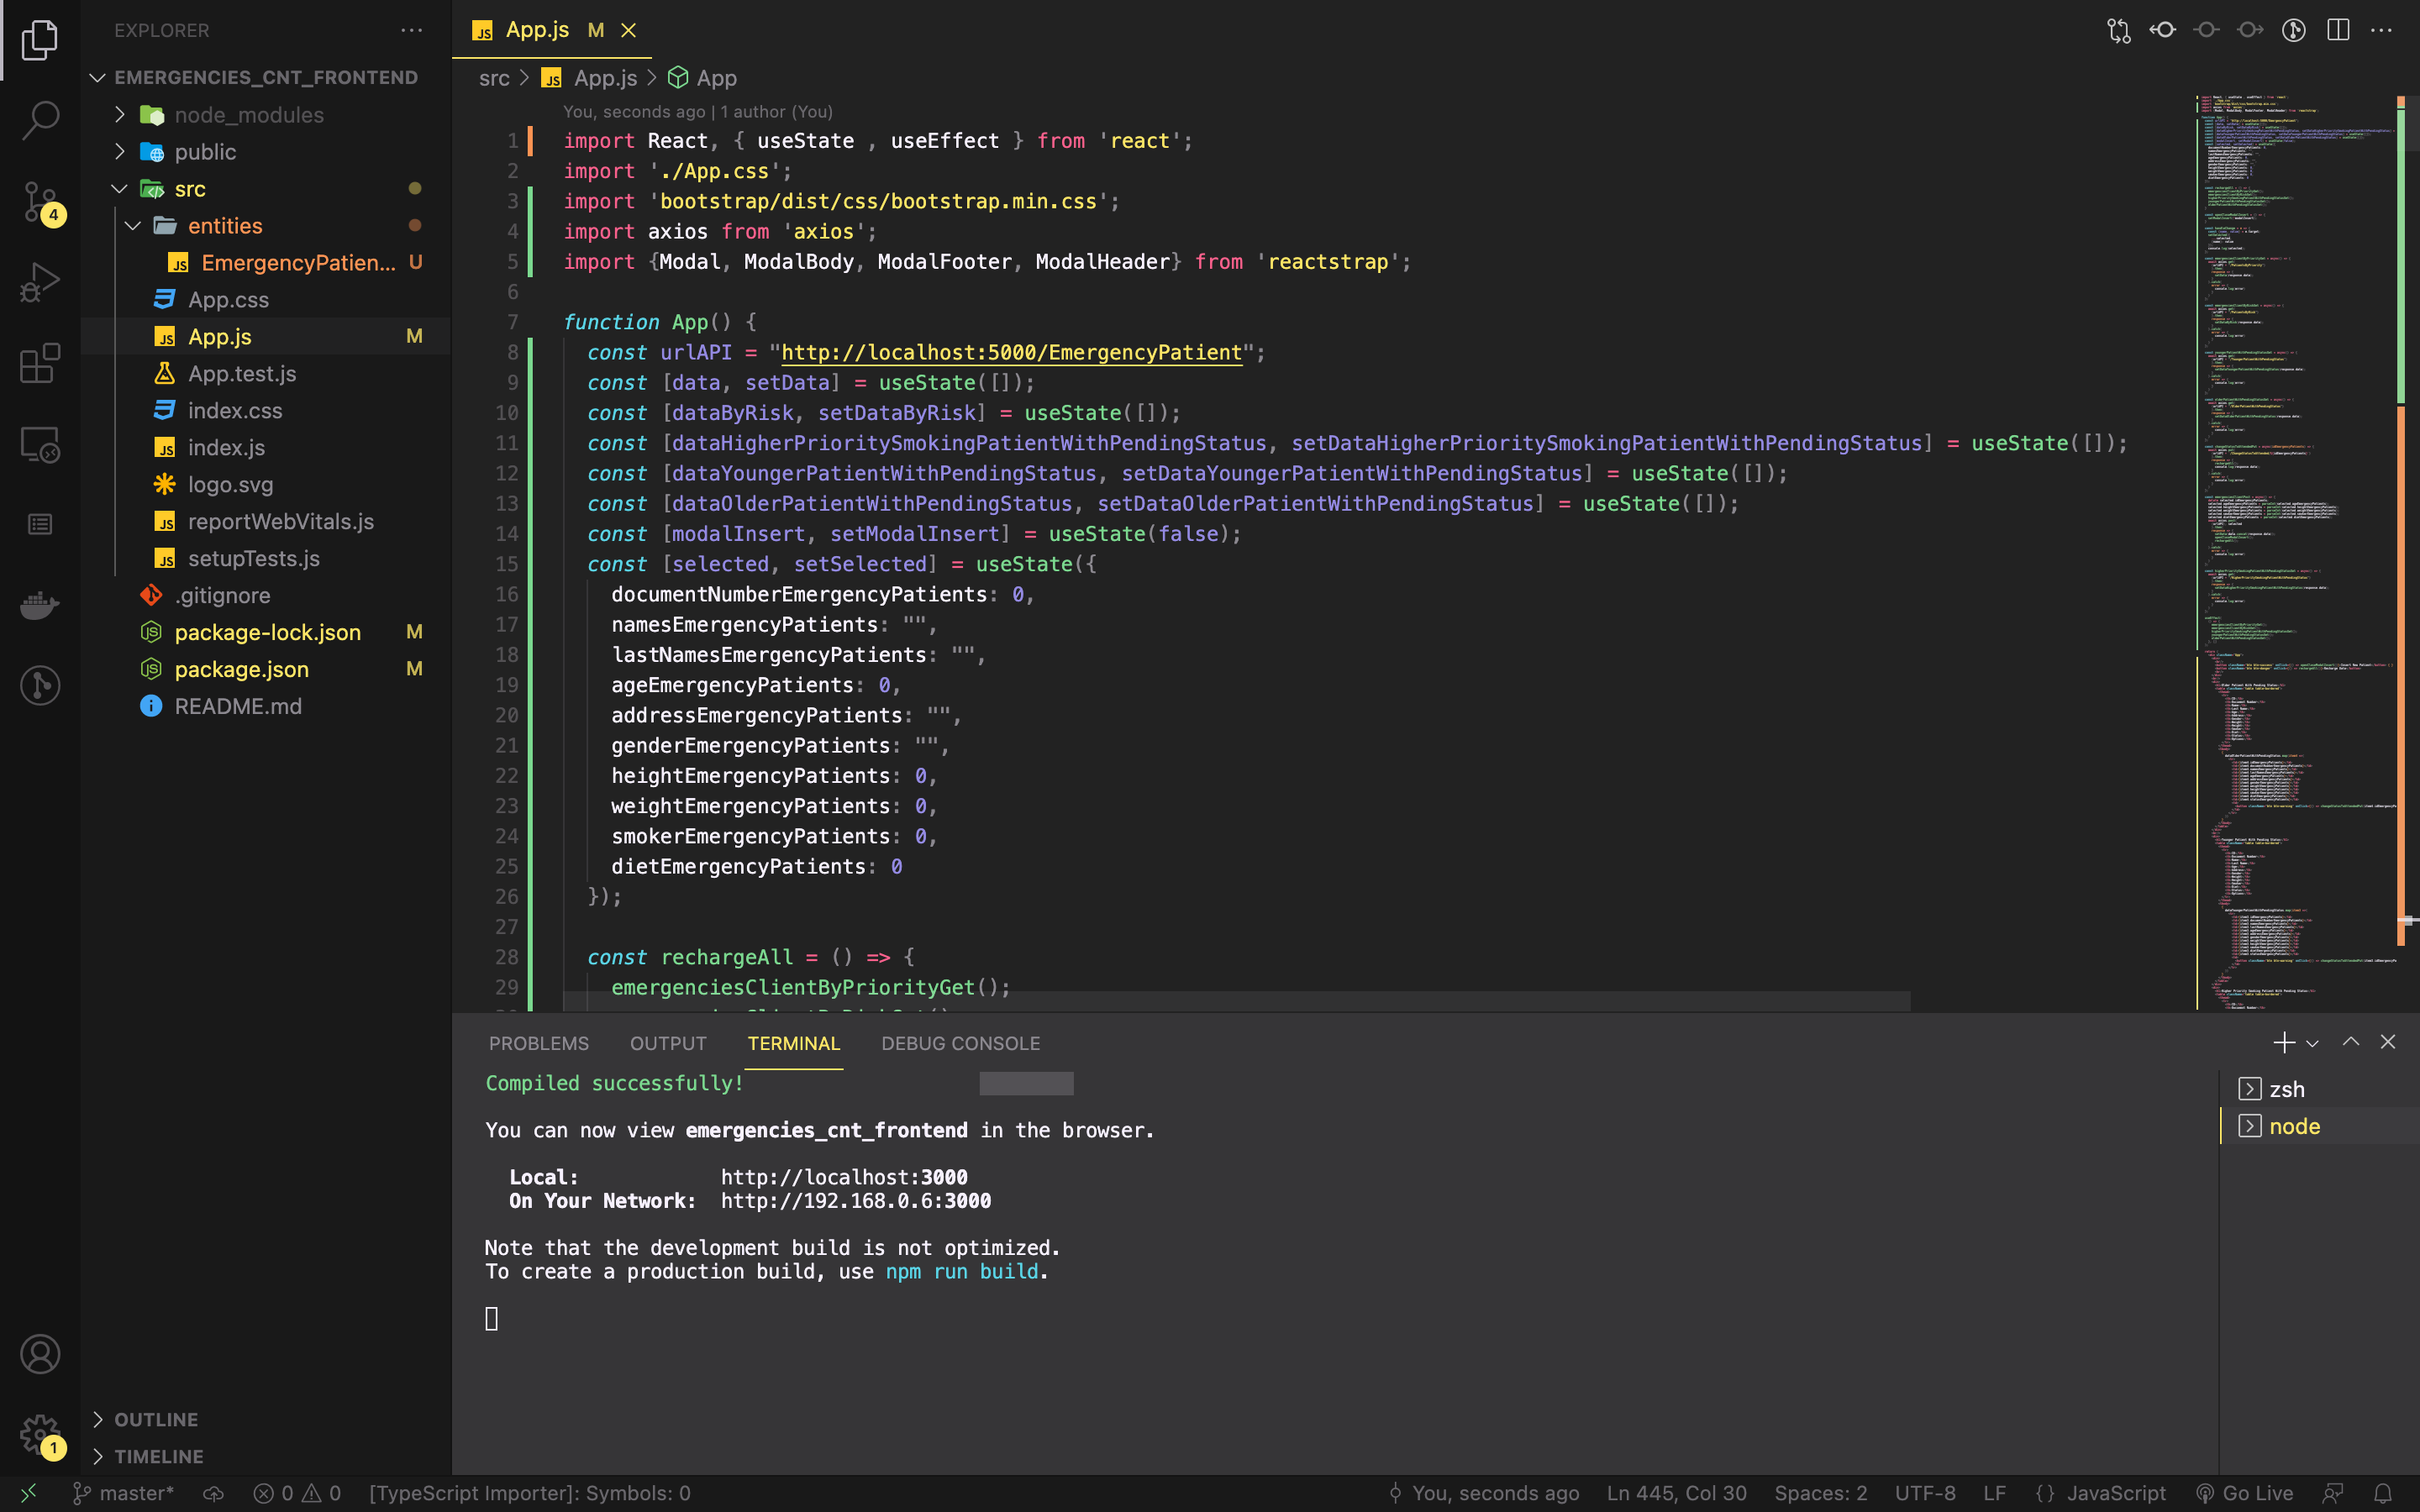 EXPLORER
EMERGENCIES_CNT_FRONTEND
node_modules
public
src
entities
EmergencyPatien... U
App.css
App.js M
App.test.js
index.css
index.js
logo.svg
reportWebVitals.js
setupTests.js
.gitignore
package-lock.json M
package.json M
README.md
OUTLINE
TIMELINE
4
1
JS App.js M
src > JS App.js > App
You, seconds ago | 1 author (You)
1 import React, { useState , useEffect } from 'react';
2 import './App.css';
3 import 'bootstrap/dist/css/bootstrap.min.css';
4 import axios from 'axios';
5 import {Modal, ModalBody, ModalFooter, ModalHeader} from 'reactstrap';
6
7 function App() {
8 const urlAPI = "http://localhost:5000/EmergencyPatient";
9 const [data, setData] = useState([]);
10 const [dataByRisk, setDataByRisk] = useState([]);
11 const [dataHigherPrioritySmokingPatientWithPendingStatus, setDataHigherPrioritySmokingPatientWithPendingStatus] = useState([]);
12 const [dataYoungerPatientWithPendingStatus, setDataYoungerPatientWithPendingStatus] = useState([]);
13 const [dataOlderPatientWithPendingStatus, setDataOlderPatientWithPendingStatus] = useState([]);
14 const [modalInsert, setModalInsert] = useState(false);
15 const [selected, setSelected] = useState({
16 documentNumberEmergencyPatients: 0,
17 namesEmergencyPatients: "",
18 lastNamesEmergencyPatients: "",
19 ageEmergencyPatients: 0,
20 addressEmergencyPatients: "",
21 genderEmergencyPatients: "",
22 heightEmergencyPatients: 0,
23 weightEmergencyPatients: 0,
24 smokerEmergencyPatients: 0,
25 dietEmergencyPatients: 0
26 });
27
28 const rechargeAll = () => {
29 emergenciesClientByPriorityGet();
PROBLEMS OUTPUT TERMINAL DEBUG CONSOLE
Compiled successfully!
You can now view emergencies_cnt_frontend in the browser.
Local: http://localhost:3000
On Your Network: http://192.168.0.6:3000
Note that the development build is not optimized.
To create a production build, use npm run build.
zsh
node
master* 0 0 [TypeScript Importer]: Symbols: 0 You, seconds ago Ln 445, Col 30 Spaces: 2 UTF-8 LF {} JavaScript Go Live